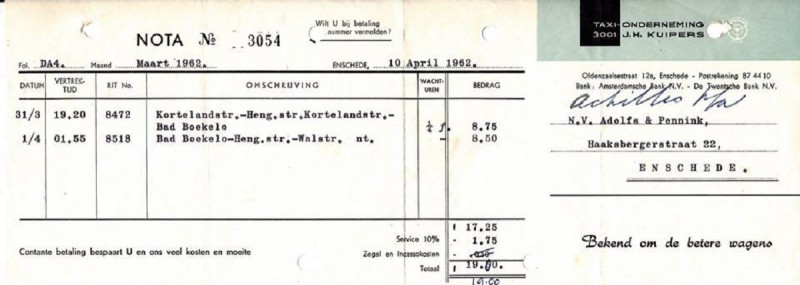 NOTA № 3054
Wilt U bij betaling
nummer vermelden?
Fol. DA4. Maand Maart 1962. ENSCHEDE, 10 April 1962.
DATUM VERTREK-TIJD RIT No. OMSCHRIJVING WACHT-UREN BEDRAG
31/3 19.20 8472 Kortelandstr.-Heng.str.Kortelandstr.-
Bad Boekelo ½ f. 8.75
1/4 01.55 8518 Bad Boekelo-Heng.str.-Walstr. nt. - 8.50
17.25
Service 10% - 1.75
Zegel en Incassokosten -
Totaal 19.00.
19.00
Contante betaling bespaart U en ons veel kosten en moeite
TAXI-ONDERNEMING
3001 J.H. KUIPERS
Oldenzaalsestraat 12a, Enschede - Postrekening 87 44 10
Bank: Amsterdamsche Bank N.V. - De Twentsche Bank N.V.
Achilles
N.V. Adolfs & Pennink,
Haaksbergerstraat 22,
ENSCHEDE.
Bekend om de betere wagens